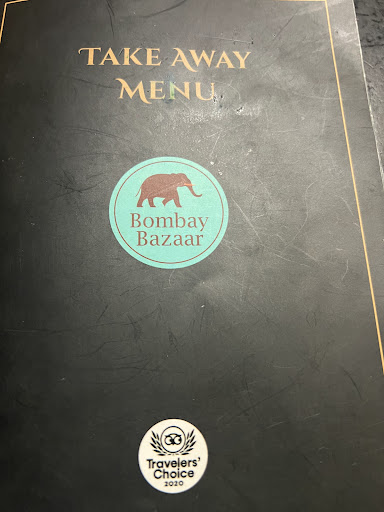 Take Away
Menu
Bombay
Bazaar
Travelers'
Choice
2020